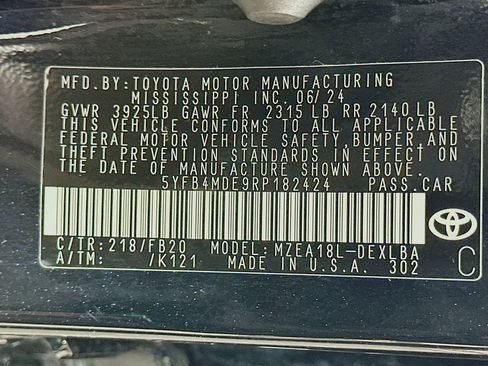 MFD. BY: TOYOTA MOTOR MANUFACTURING
MISSISSIPPI INC. 06/24
GVWR 3925LB GAWR FR 2315 LB RR 2140 LB
THIS VEHICLE CONFORMS TO ALL APPLICABLE
FEDERAL MOTOR VEHICLE SAFETY, BUMPER, AND
THEFT PREVENTION STANDARDS IN EFFECT ON
THE DATE OF MANUFACTURE SHOWN ABOVE.
5YFB4MDE9RP182424 PASS. CAR
C/TR: 218/FB20 MODEL: MZEA18L-DEXLBA
A/TM: /K121 MADE IN U.S.A. 302
C